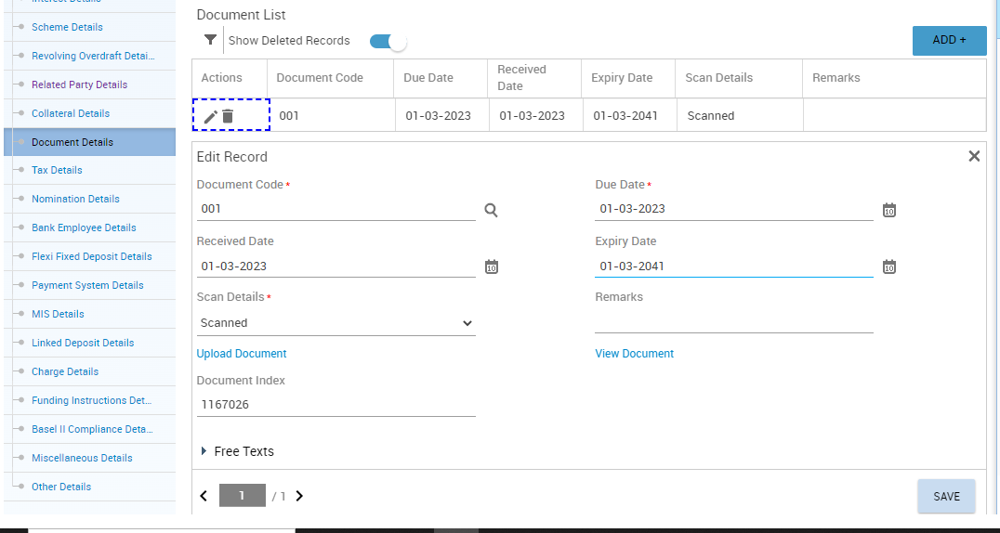 Scheme Details
Revolving Overdraft Detai...
Related Party Details
Collateral Details
Document Details
Tax Details
Nomination Details
Bank Employee Details
Flexi Fixed Deposit Details
Payment System Details
MIS Details
Linked Deposit Details
Charge Details
Funding Instructions Det...
Basel II Compliance Deta...
Miscellaneous Details
Other Details
Document List
Show Deleted Records
ADD +
Actions Document Code Due Date Received Date Expiry Date Scan Details Remarks
001 01-03-2023 01-03-2023 01-03-2041 Scanned
Edit Record
Document Code * Due Date *
001 01-03-2023
Received Date Expiry Date
01-03-2023 01-03-2041
Scan Details * Remarks
Scanned
Upload Document View Document
Document Index
1167026
Free Texts
1 / 1
SAVE